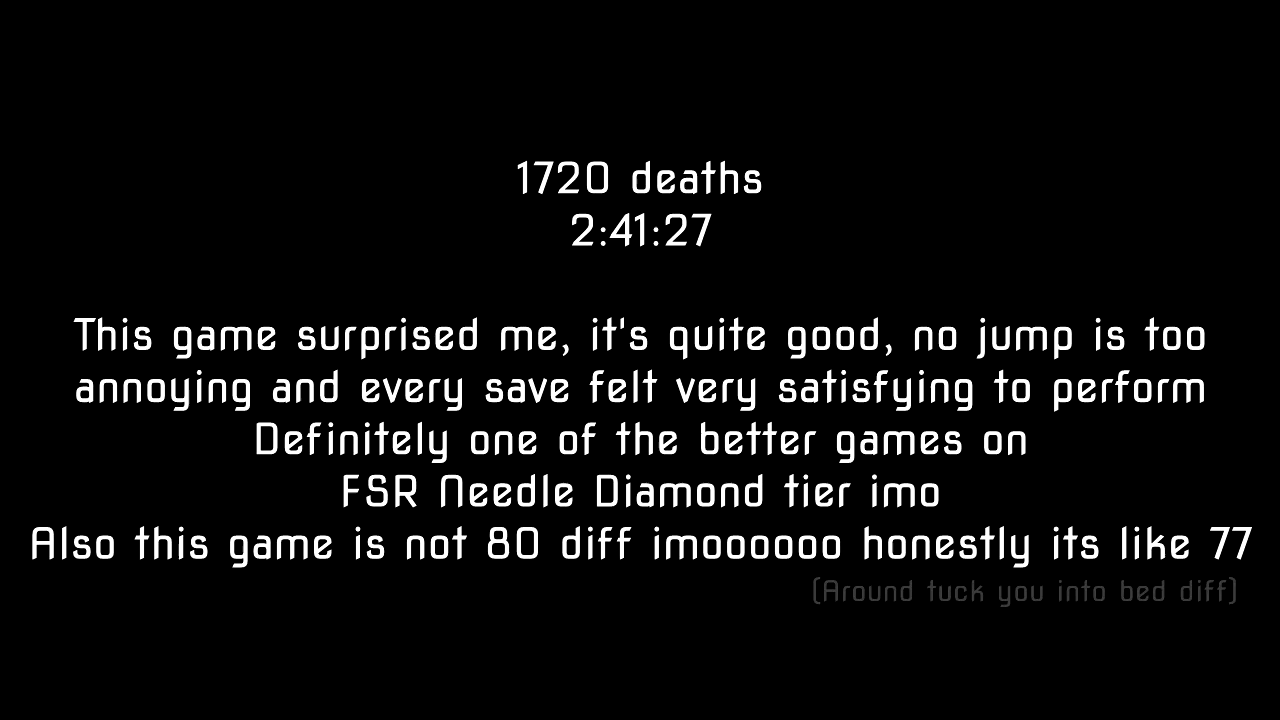 1720 deaths
2:41:27
This game surprised me, it's quite good, no jump is too
annoying and every save felt very satisfying to perform
Definitely one of the better games on
FSR Needle Diamond tier imo
Also this game is not 80 diff imoooooo honestly its like 77
(Around tuck you into bed diff)